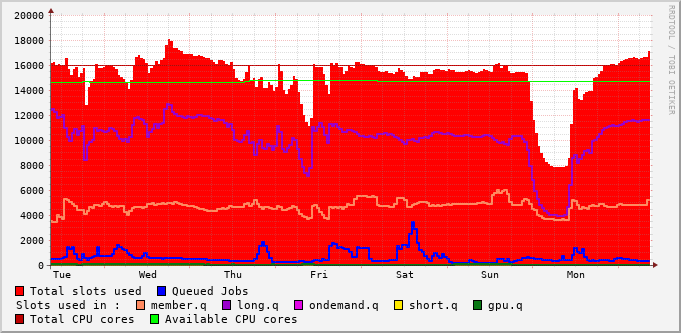 20000
18000
16000
14000
12000
10000
8000
6000
4000
2000
0
Tue Wed Thu Fri Sat Sun Mon
RRDTOOL / TOBI OETIKER
Total slots used Queued Jobs
Slots used in : member.q long.q ondemand.q short.q gpu.q
Total CPU cores Available CPU cores